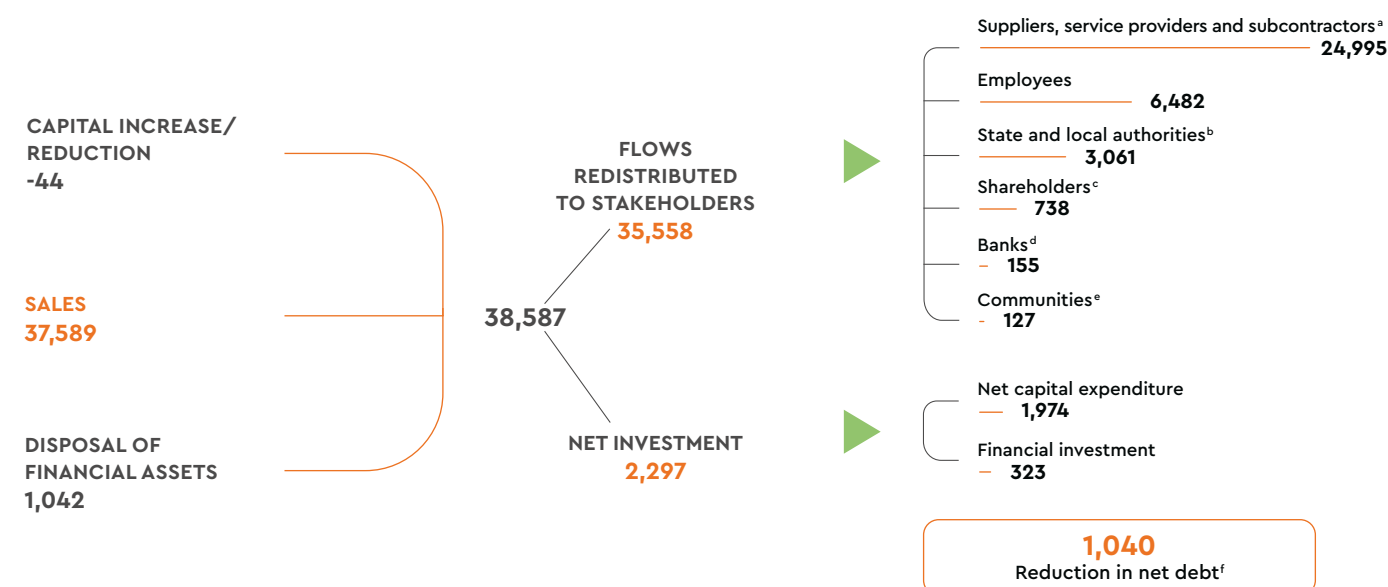 CAPITAL INCREASE/
REDUCTION
-44
SALES
37,589
DISPOSAL OF
FINANCIAL ASSETS
1,042
38,587
FLOWS
REDISTRIBUTED
TO STAKEHOLDERS
35,558
NET INVESTMENT
2,297
Suppliers, service providers and subcontractorsᵃ
24,995
Employees
6,482
State and local authoritiesᵇ
3,061
Shareholdersᶜ
738
Banksᵈ
155
Communitiesᵉ
127
Net capital expenditure
1,974
Financial investment
323
1,040
Reduction in net debtᶠ